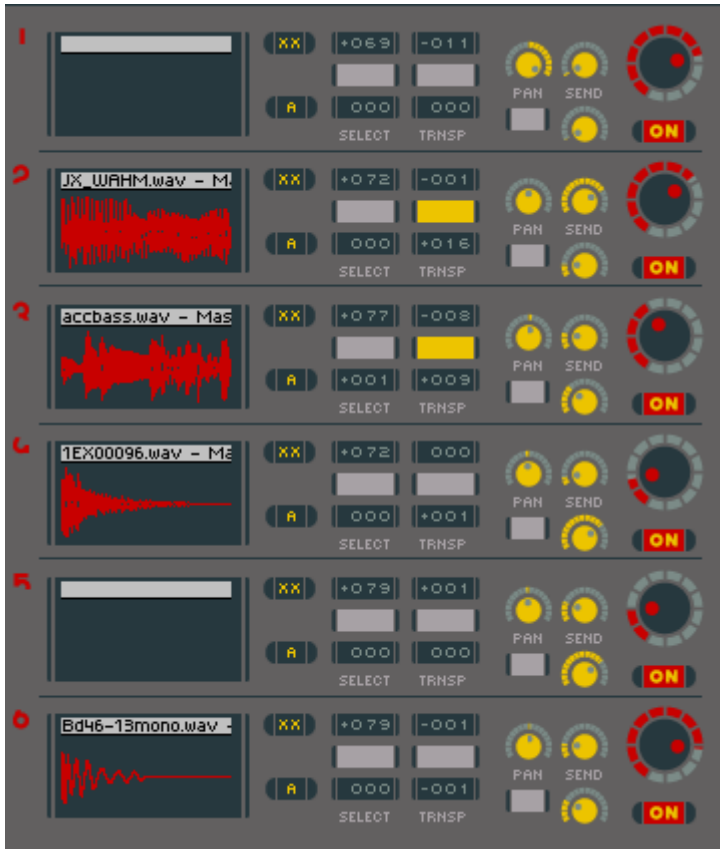 1
XX +069 -011
A 000 000
PAN SEND
SELECT TRNSP
ON
2
JX_WAHM.wav - Ma
XX +072 -001
A 000 +016
PAN SEND
SELECT TRNSP
ON
3
accbass.wav - Mas
XX +077 -008
A +001 +009
PAN SEND
SELECT TRNSP
ON
4
1EX00096.wav - Ma
XX +072 000
A 000 +001
PAN SEND
SELECT TRNSP
ON
5
XX +079 +001
A 000 000
PAN SEND
SELECT TRNSP
ON
6
Bd46-13mono.wav -
XX +079 -001
A 000 -001
PAN SEND
SELECT TRNSP
ON